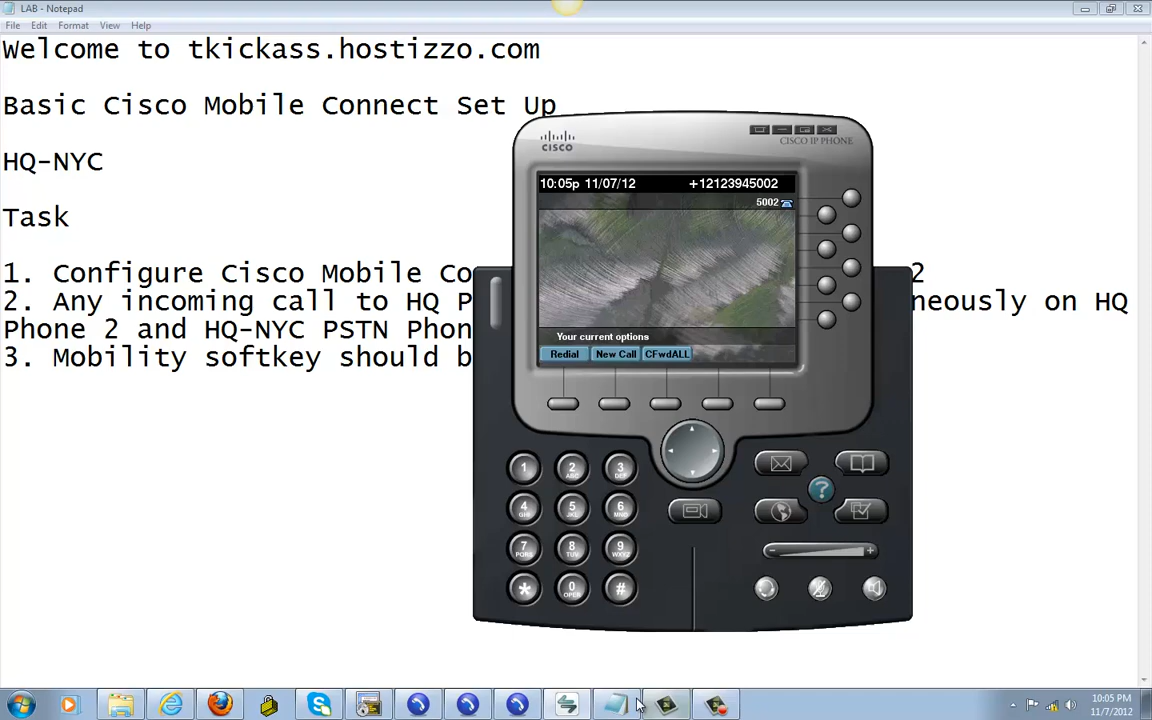 LAB - Notepad
File Edit Format View Help
Welcome to tkickass.hostizzo.com
Basic Cisco Mobile Connect Set Up
HQ-NYC
Task
1. Configure Cisco Mobile Co 2
2. Any incoming call to HQ P neously on HQ
Phone 2 and HQ-NYC PSTN Phon
3. Mobility softkey should b
CISCO
CISCO IP PHONE
10:05p 11/07/12 +12123945002
5002
Your current options
Redial New Call CFwdALL
1 2 ABC 3 DEF
4 GHI 5 JKL 6 MNO
7 PQRS 8 TUV 9 WXYZ
* 0 OPER #
?
- +
10:05 PM
11/7/2012